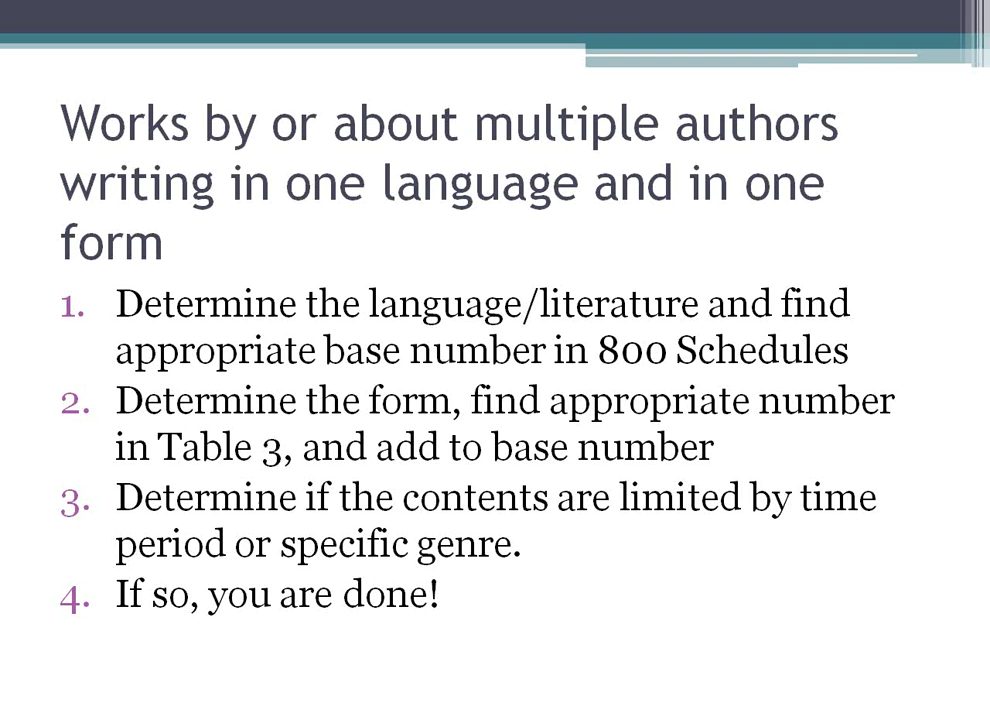 Works by or about multiple authors
writing in one language and in one
form
1. Determine the language/literature and find
appropriate base number in 800 Schedules
2. Determine the form, find appropriate number
in Table 3, and add to base number
3. Determine if the contents are limited by time
period or specific genre.
4. If so, you are done!